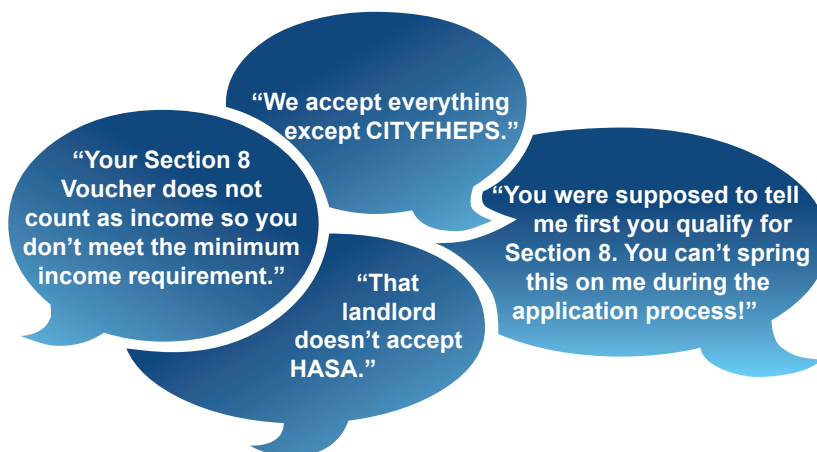 “We accept everything
except CITYFHEPS.”
“Your Section 8
Voucher does not
count as income so you
don’t meet the minimum
income requirement.”
“You were supposed to tell
me first you qualify for
Section 8. You can’t spring
this on me during the
application process!”
“That
landlord
doesn’t accept
HASA.”